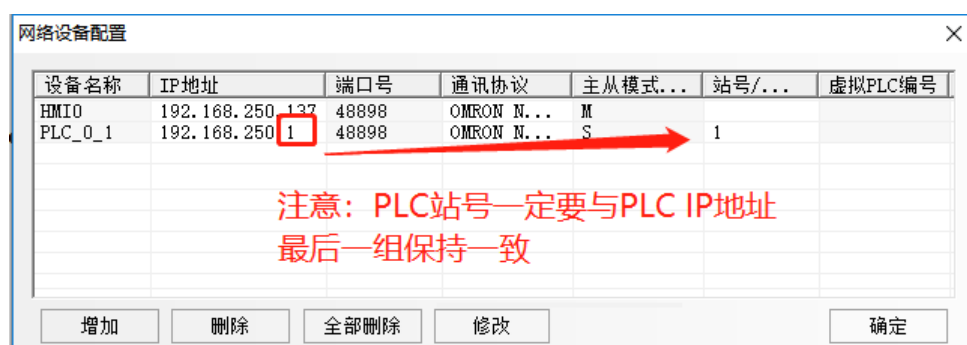 网络设备配置
设备名称 IP地址 端口号 通讯协议 主从模式... 站号/... 虚拟PLC编号
HMI0 192.168.250.137 48898 OMRON N... M
PLC_0_1 192.168.250.1 48898 OMRON N... S 1
注意：PLC站号一定要与PLC IP地址
最后一组保持一致
增加 删除 全部删除 修改 确定